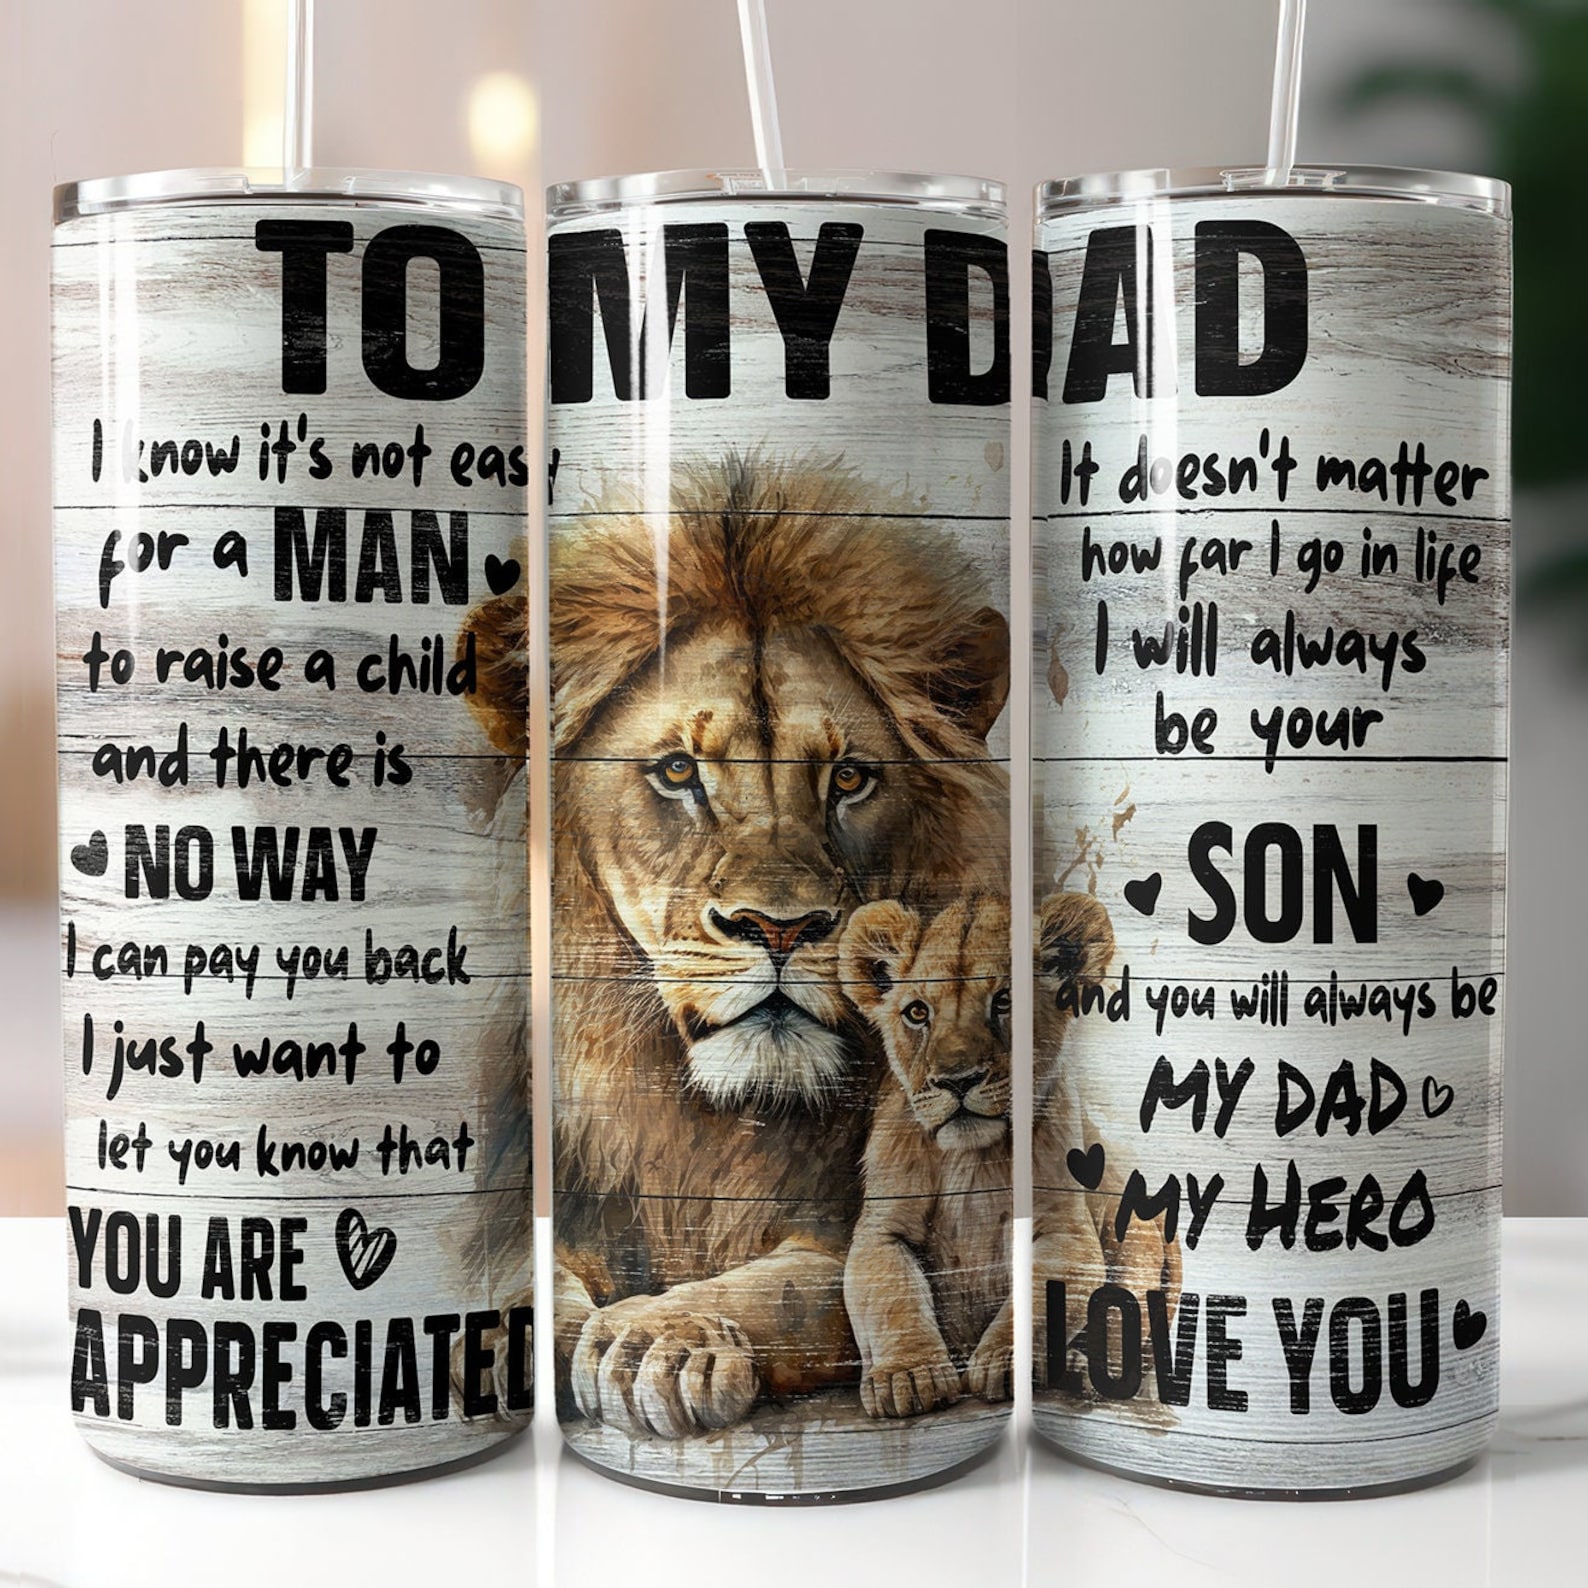 TO MY DAD
I know it's not easy
for a MAN
to raise a child
and there is
NO WAY
I can pay you back
I just want to
let you know that
YOU ARE
APPRECIATED
It doesn't matter
how far I go in life
I will always
be your
SON
and you will always be
MY DAD
MY HERO
LOVE YOU